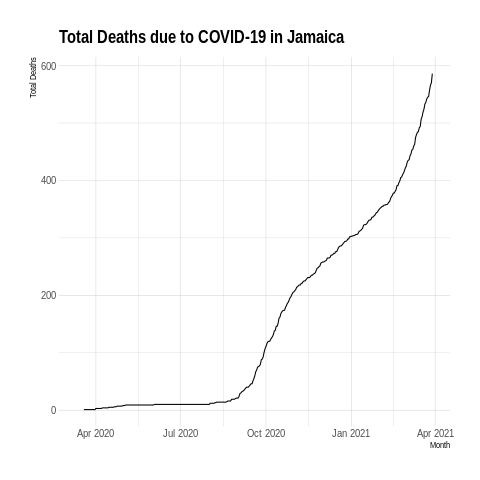 Total Deaths due to COVID-19 in Jamaica
Total Deaths
600
400
200
0
Apr 2020 Jul 2020 Oct 2020 Jan 2021 Apr 2021
Month